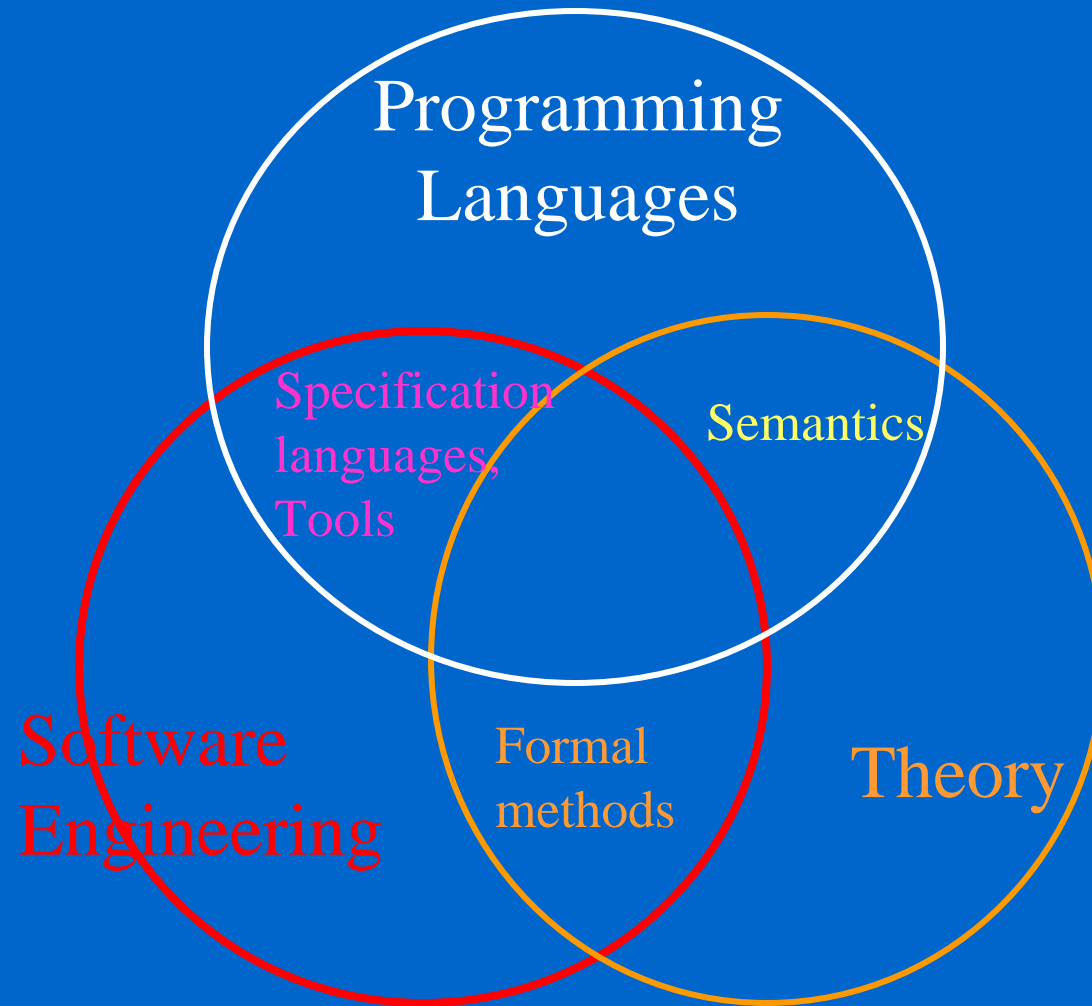 Programming
Languages
Specification
languages,
Tools
Semantics
Software
Engineering
Formal
methods
Theory